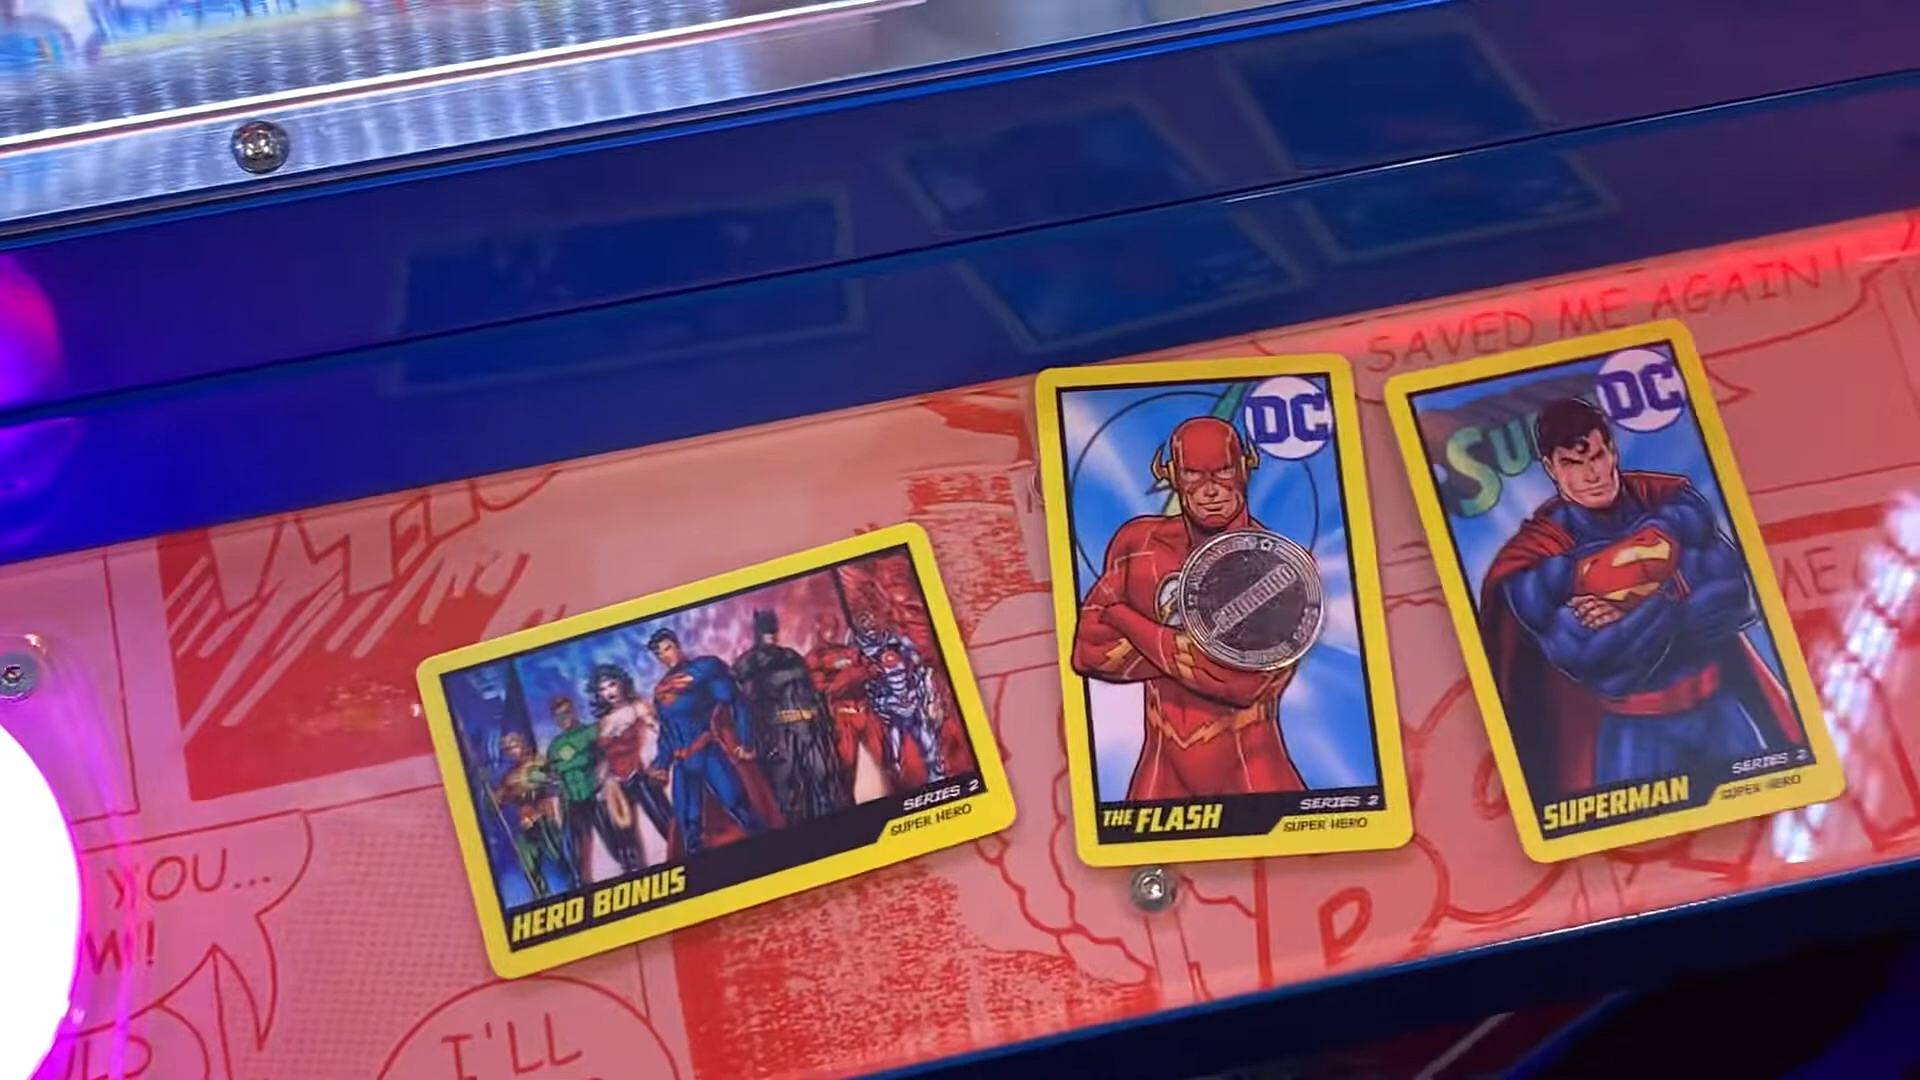 SAVED ME AGAIN!
DC
DC
SU
ME
THE FLASH
SERIES 2
SUPER HERO
SUPERMAN
SERIES 2
SUPER HERO
HERO BONUS
SERIES 2
SUPER HERO
YOU...
I'LL